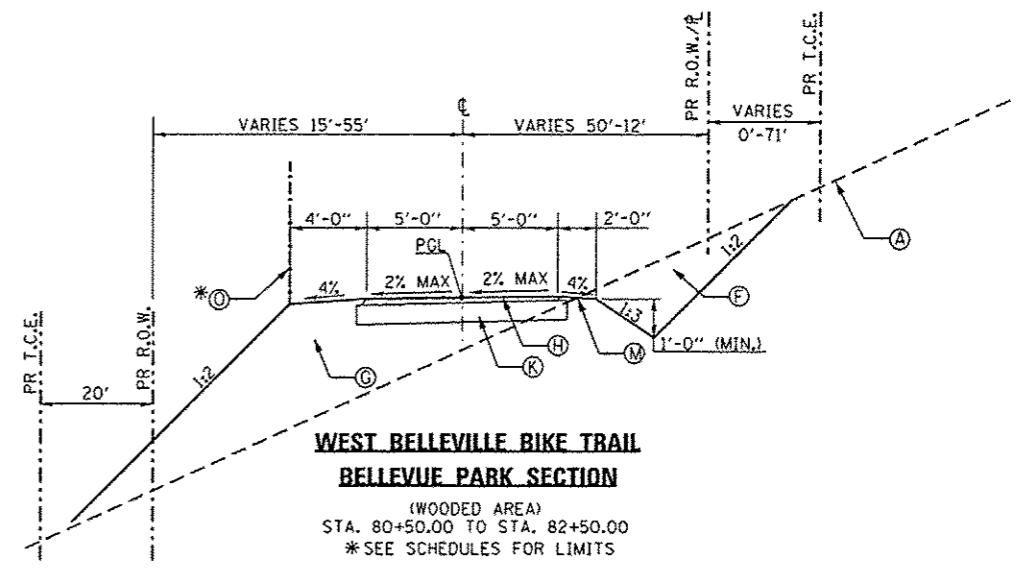 PR R.O.W./PL
PR T.C.E.
CL
VARIES 15'-55'
VARIES 50'-12'
VARIES
0'-71'
4'-0"
5'-0"
5'-0"
2'-0"
PGL
A
*O
4%
2% MAX
2% MAX
4%
1:2
F
1:3
1'-0" (MIN.)
H
M
K
G
1:2
PR T.C.E.
PR R.O.W.
20'
WEST BELLEVILLE BIKE TRAIL
BELLEVUE PARK SECTION
(WOODED AREA)
STA. 80+50.00 TO STA. 82+50.00
*SEE SCHEDULES FOR LIMITS